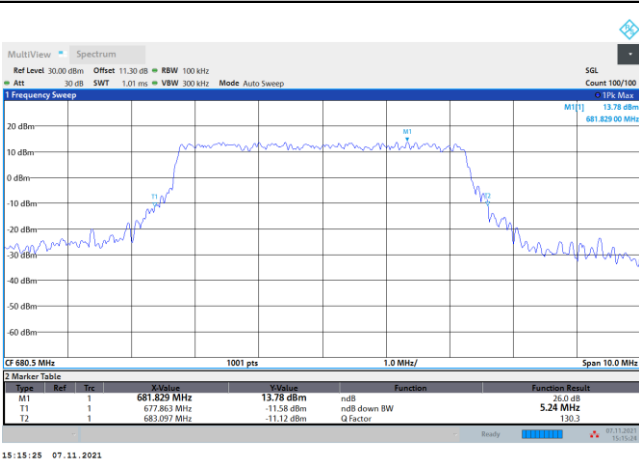 MultiView Spectrum
Ref Level 30.00 dBm Offset 11.30 dB RBW 100 kHz SGL
Att 30 dB SWT 1.01 ms VBW 300 kHz Mode Auto Sweep Count 100/100
1 Frequency Sweep 1Pk Max
M1[1] 13.78 dBm
681.829 00 MHz
M1
20 dBm
10 dBm
0 dBm
T1
T2
-10 dBm
-20 dBm
-30 dBm
-40 dBm
-50 dBm
-60 dBm
CF 680.5 MHz 1001 pts 1.0 MHz/ Span 10.0 MHz
2 Marker Table
Type Ref Trc X-Value Y-Value Function Function Result
M1 1 681.829 MHz 13.78 dBm ndB 26.0 dB
T1 1 677.863 MHz -11.58 dBm ndB down BW 5.24 MHz
T2 1 683.097 MHz -11.12 dBm Q Factor 130.3
Ready 07.11.2021
15:15:24
15:15:25 07.11.2021